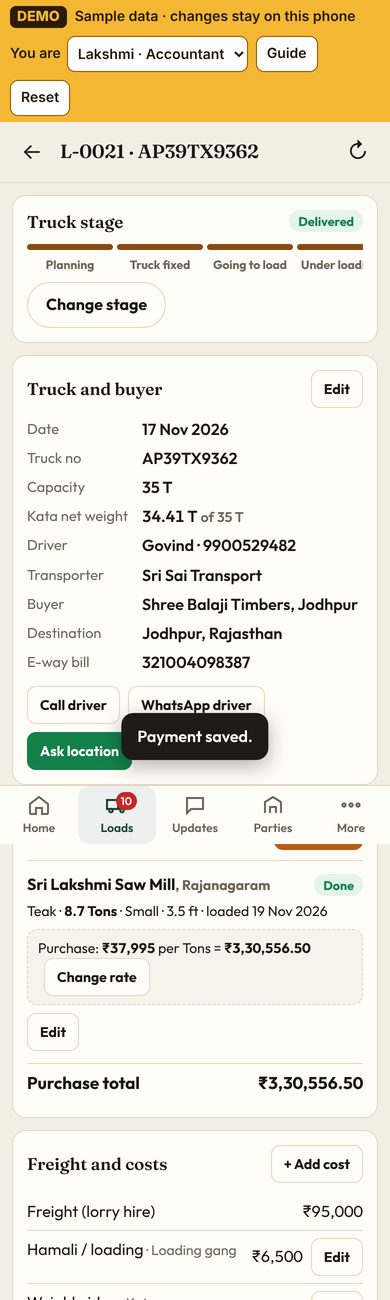 DEMO Sample data · changes stay on this phone
You are Lakshmi · Accountant Guide
Reset
L-0021 · AP39TX9362
Truck stage Delivered
Planning Truck fixed Going to load Under load
Change stage
Truck and buyer Edit
Date 17 Nov 2026
Truck no AP39TX9362
Capacity 35 T
Kata net weight 34.41 T of 35 T
Driver Govind · 9900529482
Transporter Sri Sai Transport
Buyer Shree Balaji Timbers, Jodhpur
Destination Jodhpur, Rajasthan
E-way bill 321004098387
Call driver WhatsApp driver
Ask location
Payment saved.
10
Home Loads Updates Parties More
Sri Lakshmi Saw Mill, Rajanagaram Done
Teak · 8.7 Tons · Small · 3.5 ft · loaded 19 Nov 2026
Purchase: ₹37,995 per Tons = ₹3,30,556.50
Change rate
Edit
Purchase total ₹3,30,556.50
Freight and costs + Add cost
Freight (lorry hire) ₹95,000
Hamali / loading · Loading gang ₹6,500 Edit